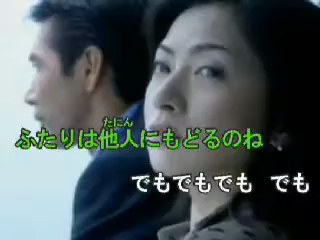 たにん
ふたりは他人にもどるのね
でもでもでも でも